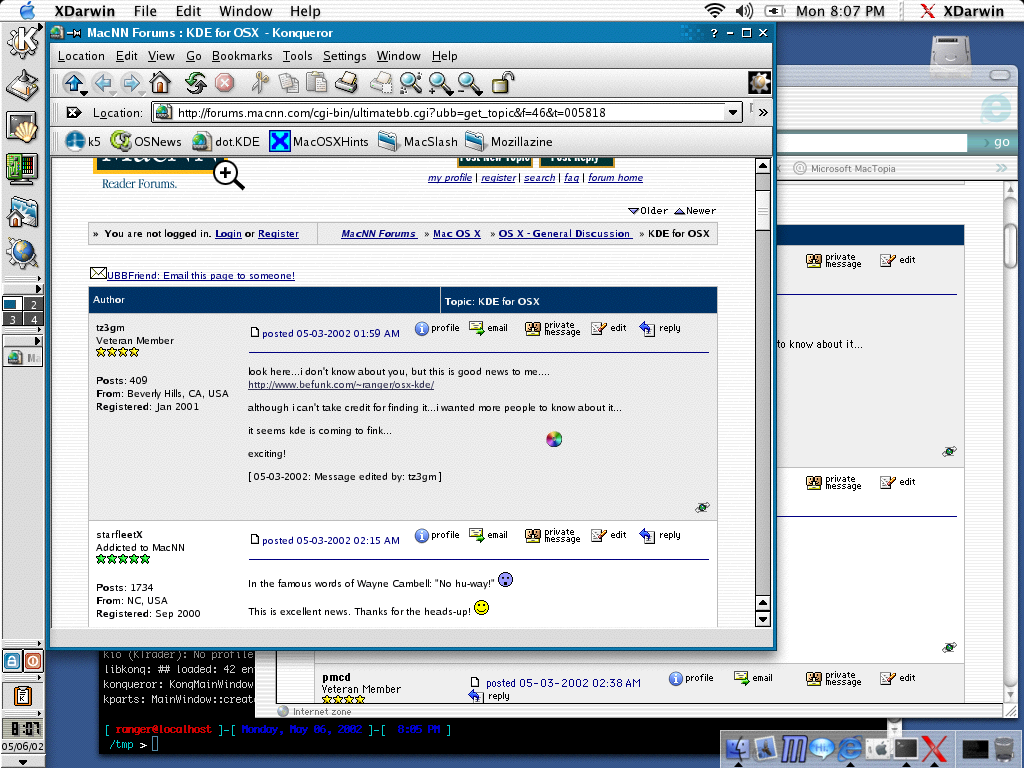 XDarwin File Edit Window Help
Mon 8:07 PM XDarwin
MacNN Forums : KDE for OSX - Konqueror
Location Edit View Go Bookmarks Tools Settings Window Help
Location: http://forums.macnn.com/cgi-bin/ultimatebb.cgi?ubb=get_topic&f=46&t=005818
k5 OSNews dot.KDE MacOSXHints MacSlash Mozillazine
Reader Forums.
Post New Topic Post Reply
my profile | register | search | faq | forum home
Older Newer
» You are not logged in. Login or Register
MacNN Forums » Mac OS X » OS X - General Discussion » KDE for OSX
UBBFriend: Email this page to someone!
Author Topic: KDE for OSX
tz3gm
Veteran Member
Posts: 409
From: Beverly Hills, CA, USA
Registered: Jan 2001
posted 05-03-2002 01:59 AM profile email private message edit reply
look here...i don't know about you, but this is good news to me....
http://www.befunk.com/~ranger/osx-kde/
although i can't take credit for finding it...i wanted more people to know about it...
it seems kde is coming to fink...
exciting!
[ 05-03-2002: Message edited by: tz3gm ]
starfleetX
Addicted to MacNN
Posts: 1734
From: NC, USA
Registered: Sep 2000
posted 05-03-2002 02:15 AM profile email private message edit reply
In the famous words of Wayne Cambell: "No hu-way!"
This is excellent news. Thanks for the heads-up!
go
Microsoft MacTopia
private message edit
to know about it...
private message edit
pmcd
Veteran Member
posted 05-03-2002 02:38 AM profile email private message edit
reply
Internet zone
2
3 4
Ma
8:07
05/06/02
kio (KTrader): No profile
libkonq: ## loaded: 42 en
konqueror: KonqMainWindow
kparts: MainWindow::creat
[ ranger@localhost ]-[ Monday, May 06, 2002 ]-[ 8:05 PM ]
/tmp >
Hi.